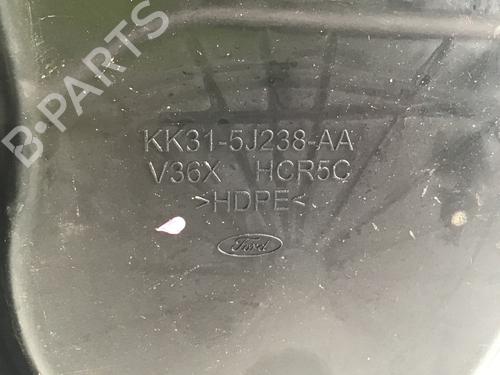 B-PARTS
KK31-5J238-AA
V36X HCR5C
>HDPE<
Ford